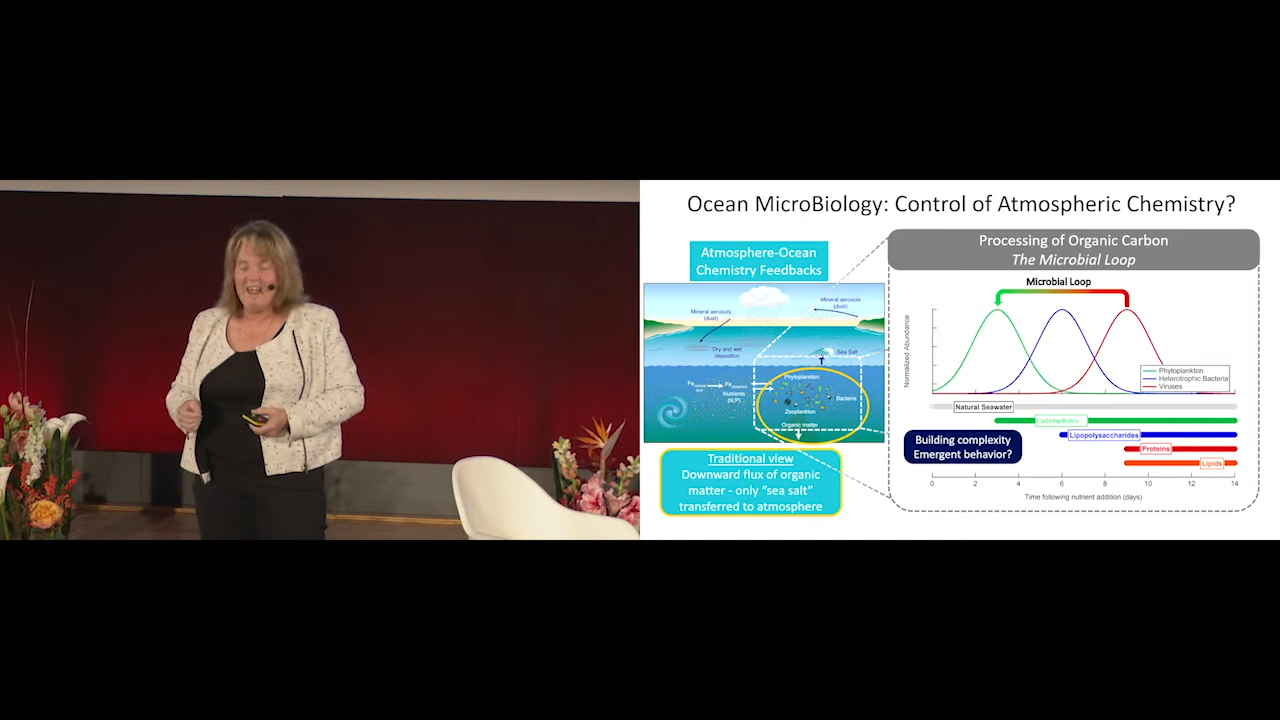 Ocean MicroBiology: Control of Atmospheric Chemistry?
Atmosphere-Ocean
Chemistry Feedbacks
Mineral aerosols
(dust)
Mineral aerosols
(dust)
Dry and wet
deposition
Sea Salt
Phytoplankton
Nutrients
(N,P)
Bacteria
Zooplankton
Organic matter
Traditional view
Downward flux of organic
matter - only “sea salt”
transferred to atmosphere
Processing of Organic Carbon
The Microbial Loop
Microbial Loop
Normalized Abundance
Phytoplankton
Heterotrophic Bacteria
Viruses
Natural Seawater
Lipopolysaccharides
Proteins
Lipids
Building complexity
Emergent behavior?
0 2 4 6 8 10 12 14
Time following nutrient addition (days)